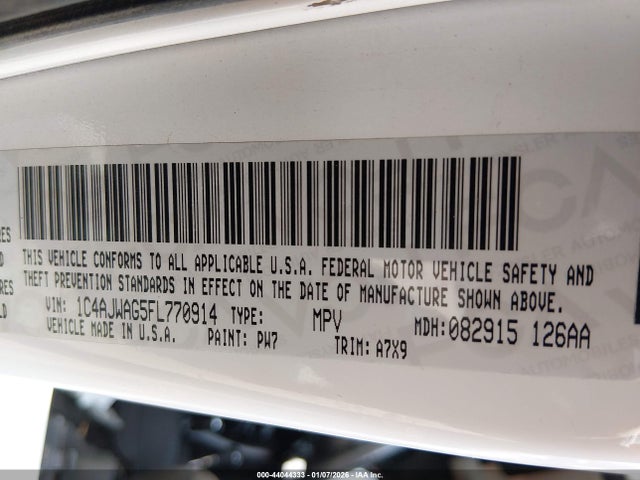 THIS VEHICLE CONFORMS TO ALL APPLICABLE U.S.A. FEDERAL MOTOR VEHICLE SAFETY AND
THEFT PREVENTION STANDARDS IN EFFECT ON THE DATE OF MANUFACTURE SHOWN ABOVE.
VIN: 1C4AJWAG5FL770914 TYPE: MPV MDH:082915 126AA
VEHICLE MADE IN U.S.A. PAINT: PW7 TRIM: A7X9
000-44044333 - 01/07/2026 - IAA Inc.